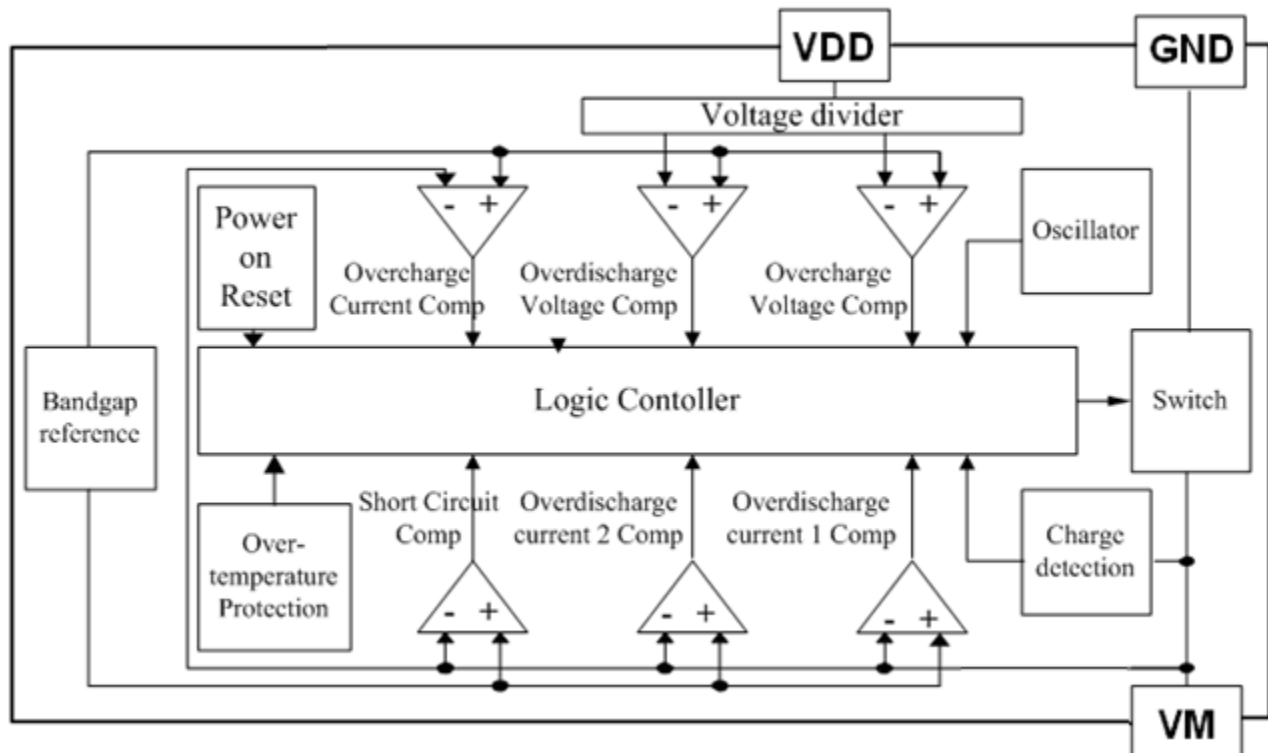 VDD
GND
Voltage divider
- +
- +
- +
Power
on
Reset
Oscillator
Overcharge
Current Comp
Overdischarge
Voltage Comp
Overcharge
Voltage Comp
Bandgap
reference
Logic Contoller
Switch
Over-
temperature
Protection
Short Circuit
Comp
Overdischarge
current 2 Comp
Overdischarge
current 1 Comp
Charge
detection
- +
- +
- +
VM